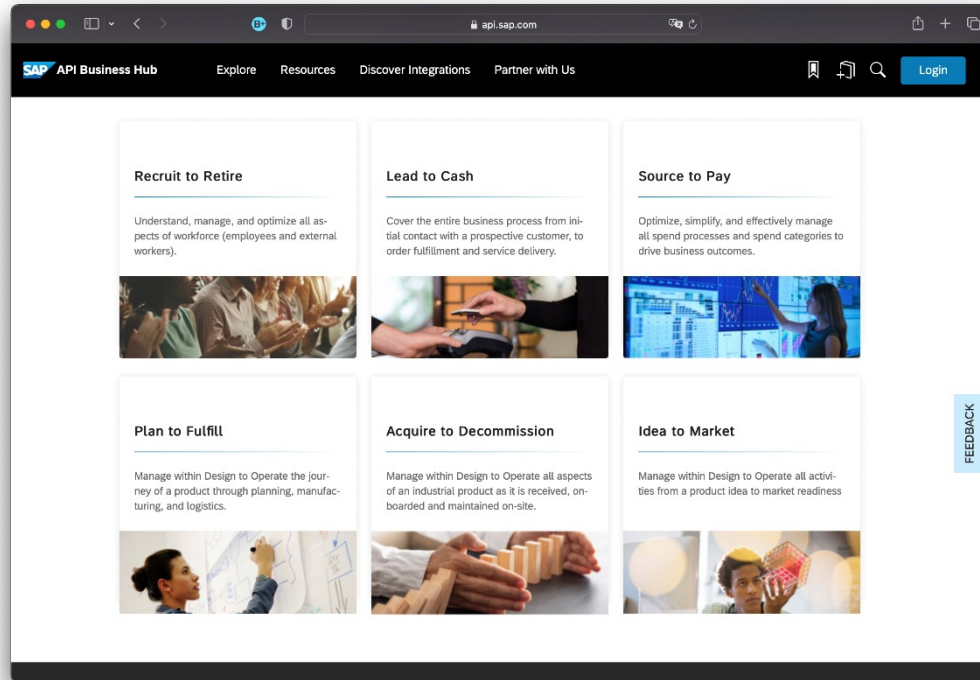 api.sap.com
SAP API Business Hub
Explore
Resources
Discover Integrations
Partner with Us
Login
Recruit to Retire
Understand, manage, and optimize all as-
pects of workforce (employees and external
workers).
Lead to Cash
Cover the entire business process from ini-
tial contact with a prospective customer, to
order fulfillment and service delivery.
Source to Pay
Optimize, simplify, and effectively manage
all spend processes and spend categories to
drive business outcomes.
Plan to Fulfill
Manage within Design to Operate the jour-
ney of a product through planning, manufac-
turing, and logistics.
Acquire to Decommission
Manage within Design to Operate all aspects
of an industrial product as it is received, on-
boarded and maintained on-site.
Idea to Market
Manage within Design to Operate all activi-
ties from a product idea to market readiness
FEEDBACK